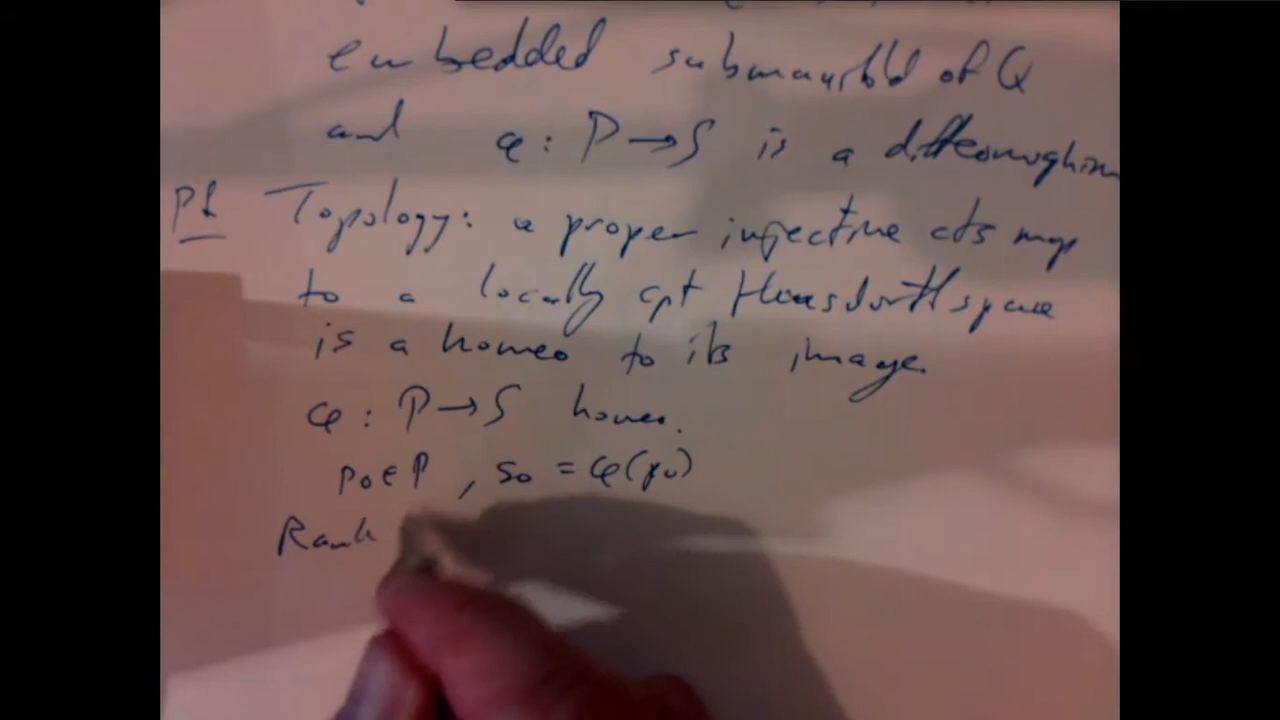 embedded submanifold of Q
and φ : P → S is a diffeomorphism
Pf Topology: a proper injective cts map
to a locally cpt Hausdorff space
is a homeo to its image.
φ : P → S homeo.
p₀ ∈ P , s₀ = φ(p₀)
Rank